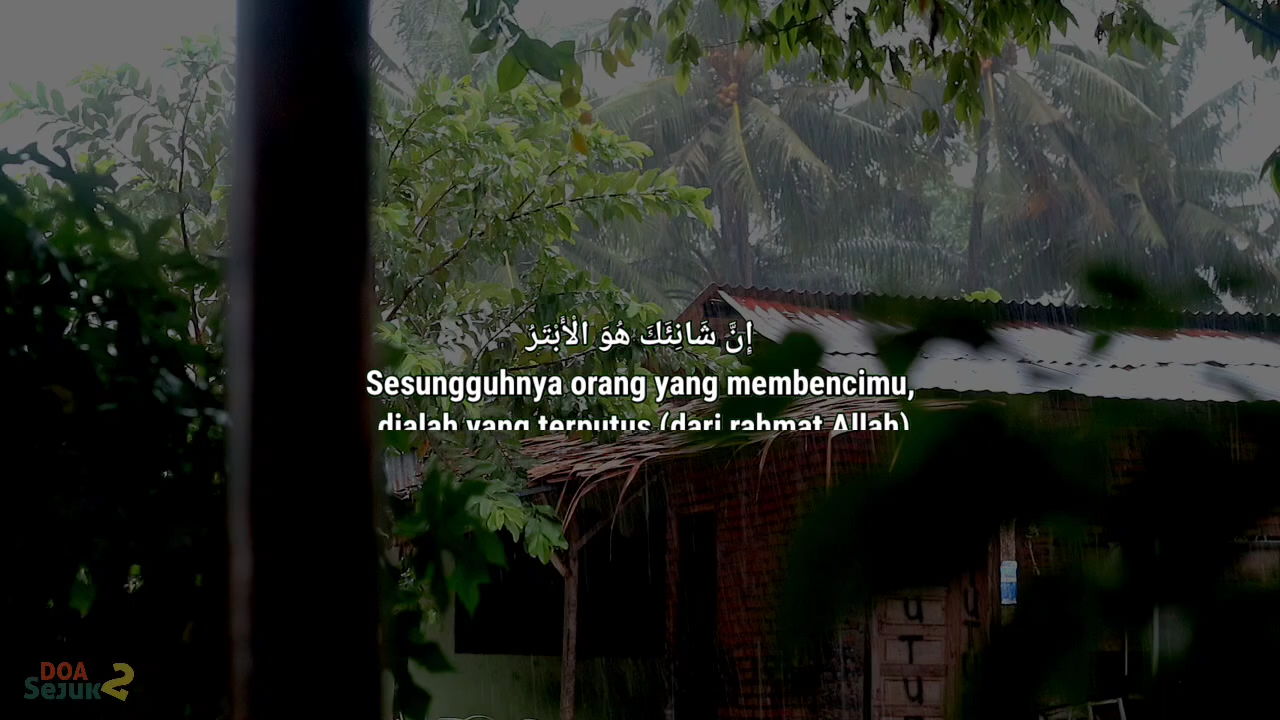 إِنَّ شَانِئَكَ هُوَ الْأَبْتَرُ
Sesungguhnya orang yang membencimu,
dialah yang terputus (dari rahmat Allah)
DOA
Sejuk2
U
T
U